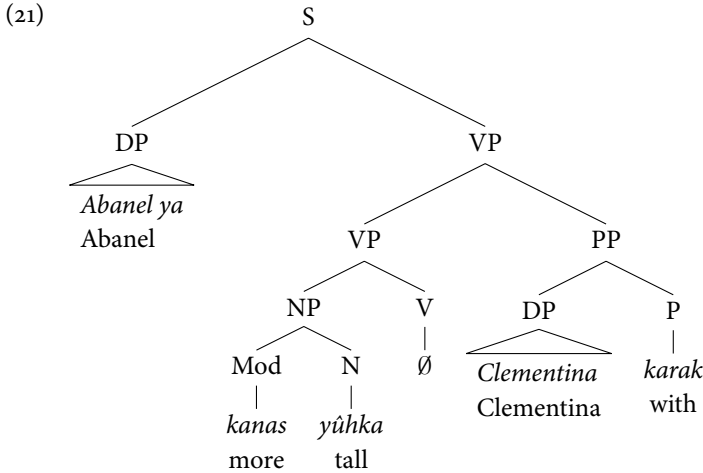 (21)
S
DP VP
Abanel ya
Abanel
VP PP
NP V DP P
Mod N Ø Clementina karak
Clementina with
kanas yûhka
more tall